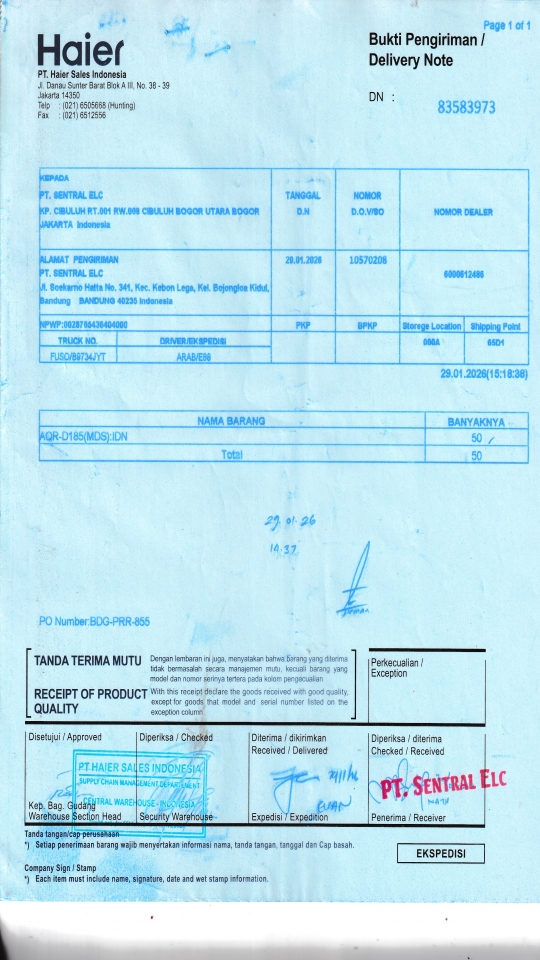 Page 1 of 1
Haier
Bukti Pengiriman /
Delivery Note
PT. Haier Sales Indonesia
Jl. Danau Sunter Barat Blok A III, No. 38 - 39
Jakarta 14350
Telp : (021) 6505668 (Hunting)
Fax : (021) 6512556
DN : 83583973
KEPADA
PT. SENTRAL ELC
KP. CIBULUH RT.001 RW.008 CIBULUH BOGOR UTARA BOGOR
JAKARTA Indonesia
TANGGAL
D.N
NOMOR
D.O.V/SO
NOMOR DEALER
ALAMAT PENGIRIMAN
PT. SENTRAL ELC
Jl. Soekarno Hatta No. 341, Kec. Kebon Lega, Kel. Bojongloa Kidul,
Bandung BANDUNG 40235 Indonesia
29.01.2026
10570208
NPWP:
PKP
BPKP
Storege Location
Shipping Point
TRUCK NO.
DRIVER/EKSPEDISI
FUSO/B9734JYT
29.01.2026(15:18:38)
NAMA BARANG BANYAKNYA
AQR-D185(MDS):IDN 50
Total 50
29.01.26
14.37
PO Number:BDG-PRR-855
TANDA TERIMA MUTU
Dengan lembaran ini juga, menyatakan bahwa barang yang diterima
tidak bermasalah secara manajemen mutu, kecuali barang yang
model dan nomor serinya tertera pada kolom pengecualian
RECEIPT OF PRODUCT
QUALITY
With this receipt declare the goods received with good quality,
except for goods that model and serial number listed on the
exception column
Perkecualian /
Exception
Disetujui / Approved
Diperiksa / Checked
Diterima / dikirimkan
Received / Delivered
Diperiksa / diterima
Checked / Received
PT.HAIER SALES INDONESIA
SUPPLY CHAIN MANAGEMENT DEPARTEMENT
CENTRAL WAREHOUSE - INDONESIA
PT. SENTRAL ELC
Kep. Bag. Gudang
Warehouse Section Head
Security Warehouse
Expedisi / Expedition
Penerima / Receiver
Tanda tangan/cap perusahaan
*) Setiap penerimaan barang wajib menyertakan informasi nama, tanda tangan, tanggal dan Cap basah.
EKSPEDISI
Company Sign / Stamp
*) Each item must include name, signature, date and wet stamp information.